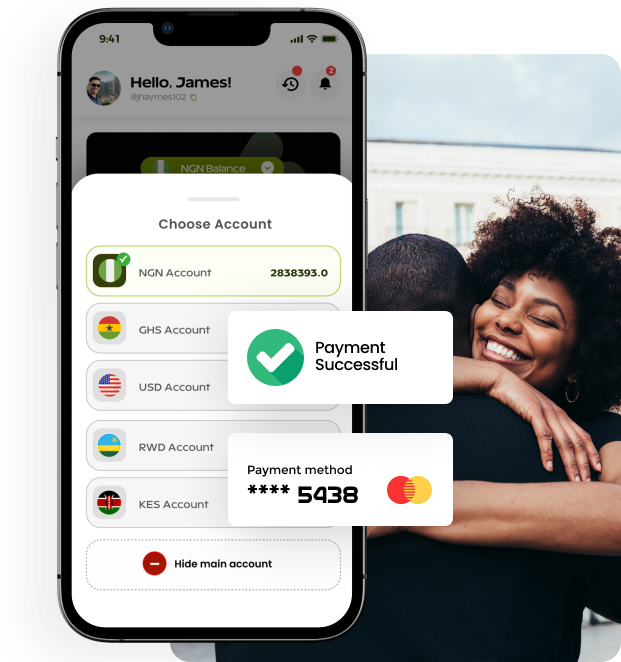 9:41
Hello, James!
@jhaymes102
2
NGN Balance
Choose Account
NGN Account 2838393.0
GHS Account
USD Account
RWD Account
KES Account
Hide main account
Payment
Successful
Payment method
**** 5438